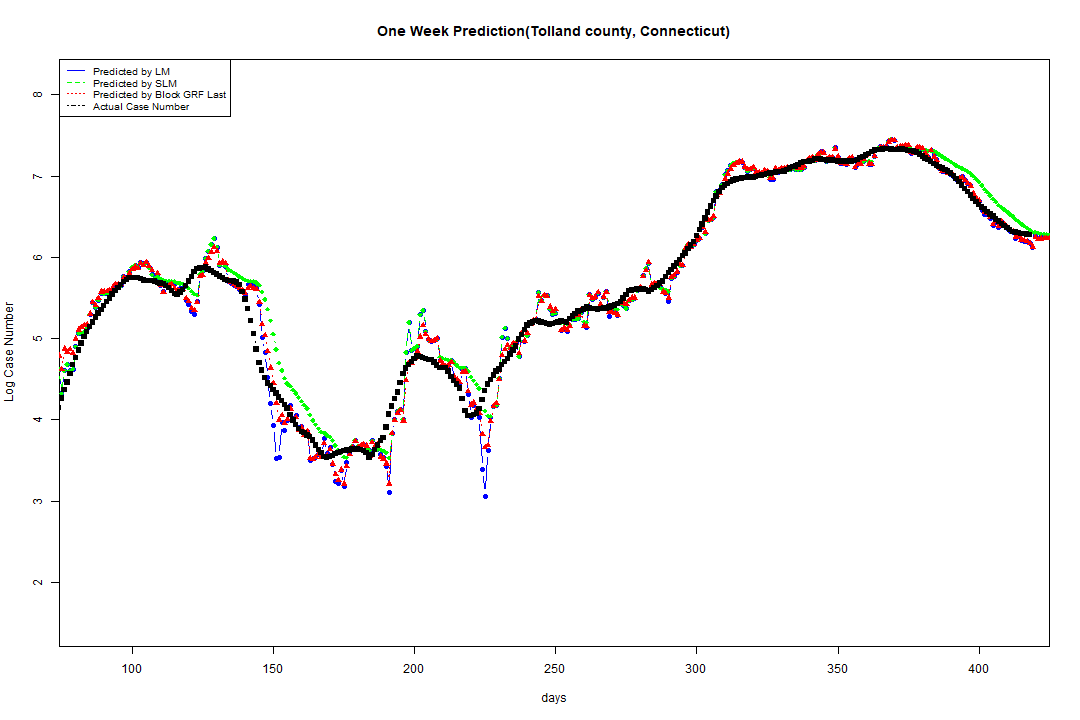 One Week Prediction(Tolland county, Connecticut)
Predicted by LM
Predicted by SLM
Predicted by Block GRF Last
Actual Case Number
8
7
6
5
4
3
2
Log Case Number
100 150 200 250 300 350 400
days